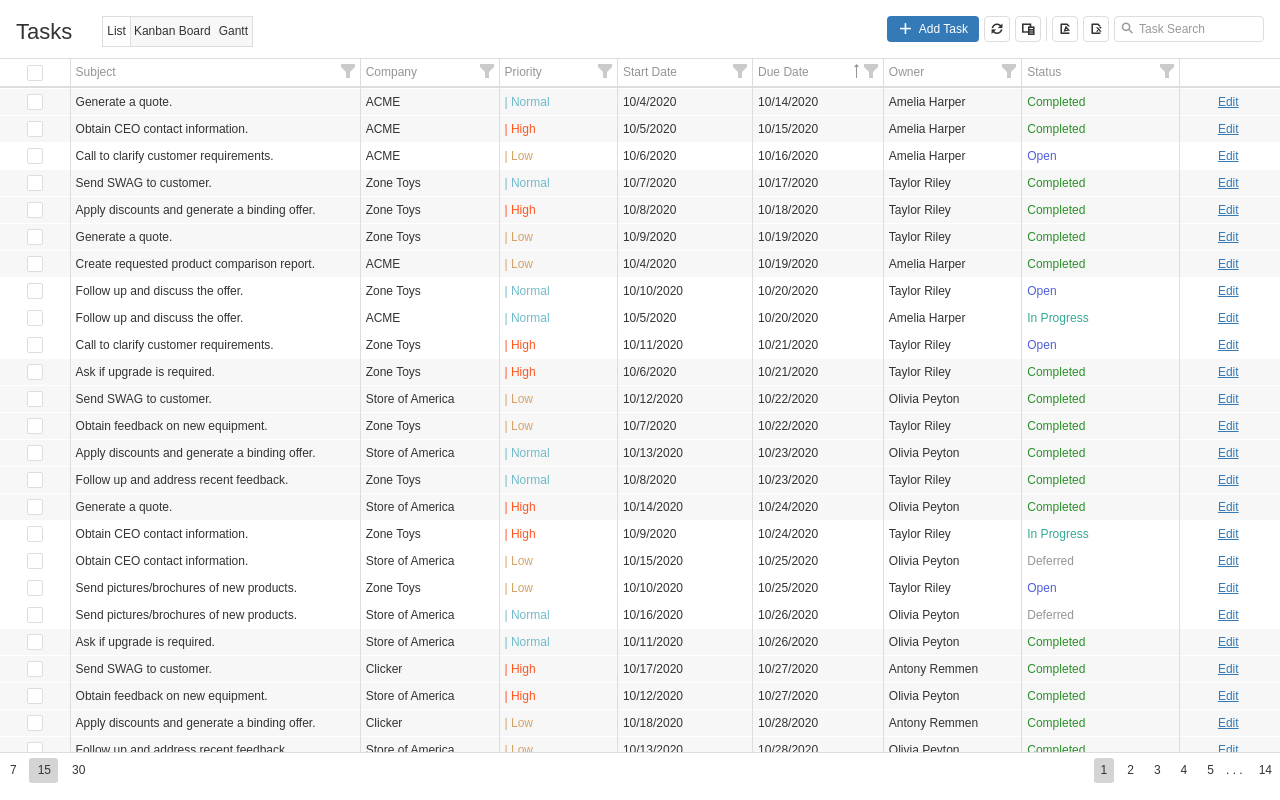 Tasks List Kanban Board Gantt Add Task Task Search
Subject Company Priority Start Date Due Date Owner Status
Generate a quote. ACME | Normal 10/4/2020 10/14/2020 Amelia Harper Completed Edit
Obtain CEO contact information. ACME | High 10/5/2020 10/15/2020 Amelia Harper Completed Edit
Call to clarify customer requirements. ACME | Low 10/6/2020 10/16/2020 Amelia Harper Open Edit
Send SWAG to customer. Zone Toys | Normal 10/7/2020 10/17/2020 Taylor Riley Completed Edit
Apply discounts and generate a binding offer. Zone Toys | High 10/8/2020 10/18/2020 Taylor Riley Completed Edit
Generate a quote. Zone Toys | Low 10/9/2020 10/19/2020 Taylor Riley Completed Edit
Create requested product comparison report. ACME | Low 10/4/2020 10/19/2020 Amelia Harper Completed Edit
Follow up and discuss the offer. Zone Toys | Normal 10/10/2020 10/20/2020 Taylor Riley Open Edit
Follow up and discuss the offer. ACME | Normal 10/5/2020 10/20/2020 Amelia Harper In Progress Edit
Call to clarify customer requirements. Zone Toys | High 10/11/2020 10/21/2020 Taylor Riley Open Edit
Ask if upgrade is required. Zone Toys | High 10/6/2020 10/21/2020 Taylor Riley Completed Edit
Send SWAG to customer. Store of America | Low 10/12/2020 10/22/2020 Olivia Peyton Completed Edit
Obtain feedback on new equipment. Zone Toys | Low 10/7/2020 10/22/2020 Taylor Riley Completed Edit
Apply discounts and generate a binding offer. Store of America | Normal 10/13/2020 10/23/2020 Olivia Peyton Completed Edit
Follow up and address recent feedback. Zone Toys | Normal 10/8/2020 10/23/2020 Taylor Riley Completed Edit
Generate a quote. Store of America | High 10/14/2020 10/24/2020 Olivia Peyton Completed Edit
Obtain CEO contact information. Zone Toys | High 10/9/2020 10/24/2020 Taylor Riley In Progress Edit
Obtain CEO contact information. Store of America | Low 10/15/2020 10/25/2020 Olivia Peyton Deferred Edit
Send pictures/brochures of new products. Zone Toys | Low 10/10/2020 10/25/2020 Taylor Riley Open Edit
Send pictures/brochures of new products. Store of America | Normal 10/16/2020 10/26/2020 Olivia Peyton Deferred Edit
Ask if upgrade is required. Store of America | Normal 10/11/2020 10/26/2020 Olivia Peyton Completed Edit
Send SWAG to customer. Clicker | High 10/17/2020 10/27/2020 Antony Remmen Completed Edit
Obtain feedback on new equipment. Store of America | High 10/12/2020 10/27/2020 Olivia Peyton Completed Edit
Apply discounts and generate a binding offer. Clicker | Low 10/18/2020 10/28/2020 Antony Remmen Completed Edit
Follow up and address recent feedback. Store of America | Low 10/13/2020 10/28/2020 Olivia Peyton Completed Edit
7 15 30 1 2 3 4 5 . . . 14